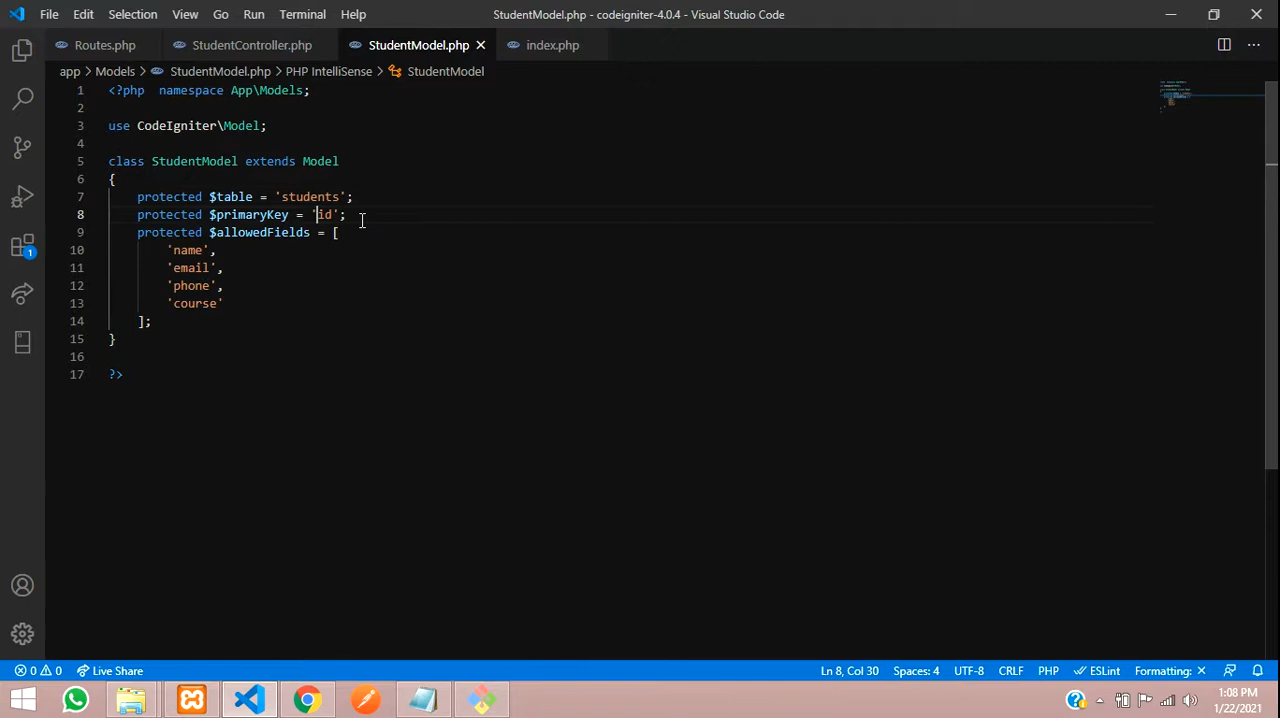 File Edit Selection View Go Run Terminal Help StudentModel.php - codeigniter-4.0.4 - Visual Studio Code
Routes.php StudentController.php StudentModel.php index.php
app > Models > StudentModel.php > PHP IntelliSense > StudentModel
1 <?php  namespace App\Models;
2
3 use CodeIgniter\Model;
4
5 class StudentModel extends Model
6 {
7     protected $table = 'students';
8     protected $primaryKey = 'id';
9     protected $allowedFields = [
10         'name',
11         'email',
12         'phone',
13         'course'
14     ];
15 }
16
17 ?>
1
0 0 Live Share Ln 8, Col 30 Spaces: 4 UTF-8 CRLF PHP ESLint Formatting: ×
1:08 PM
1/22/2021